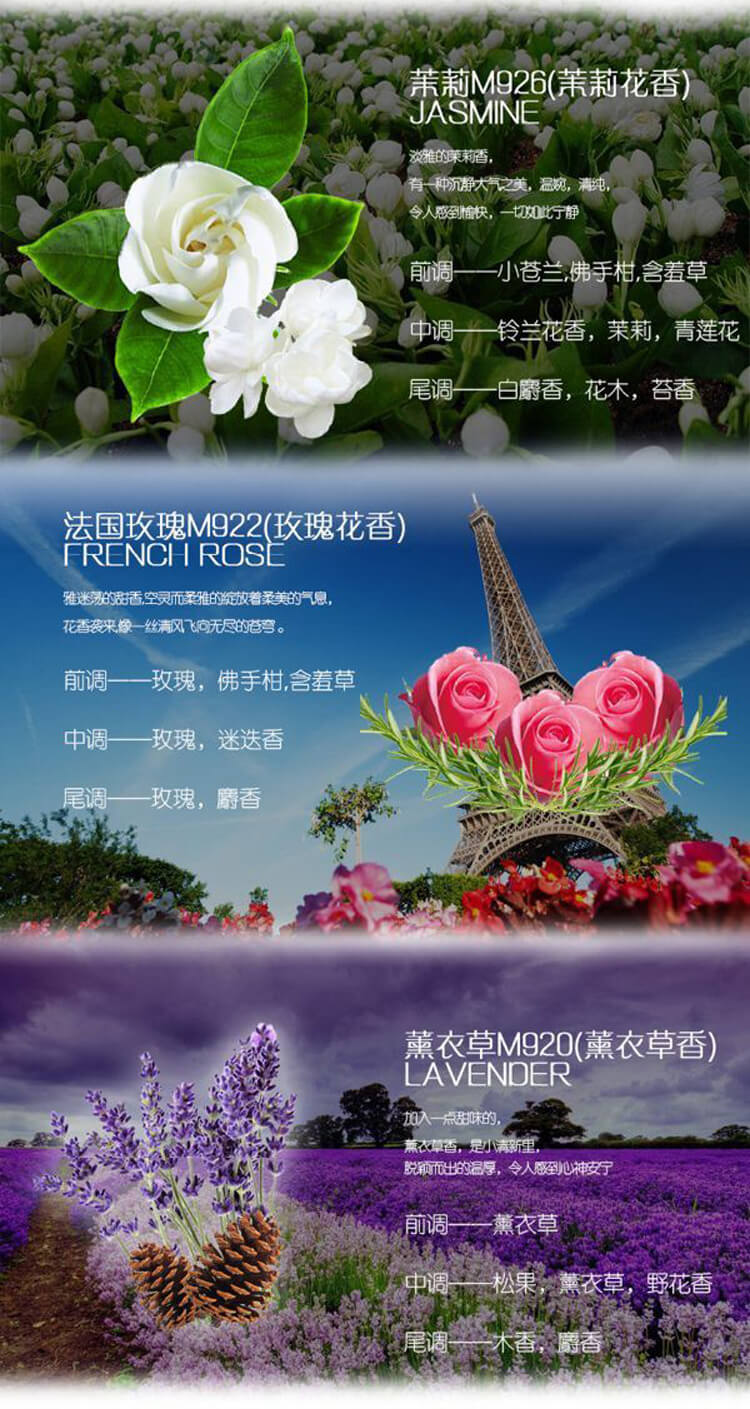 茉莉M926(茉莉花香)
JASMINE
淡雅的茉莉香，
有一种沉静大气之美，温婉，清纯，
令人感到愉快，一切如此宁静
前调——小苍兰,佛手柑,含羞草
中调——铃兰花香，茉莉，青莲花
尾调——白麝香，花木，苔香
法国玫瑰M922(玫瑰花香)
FRENCH ROSE
雅迷荡的甜香,空灵而柔雅的绽放着柔美的气息，
花香袭来,像一丝清风飞向无尽的苍穹。
前调——玫瑰，佛手柑,含羞草
中调——玫瑰，迷迭香
尾调——玫瑰，麝香
薰衣草M920(薰衣草香)
LAVENDER
加入一点甜味的，
薰衣草香，是小清新里，
脱颖而出的温厚，令人感到心神安宁
前调——薰衣草
中调——松果，薰衣草，野花香
尾调——木香，麝香